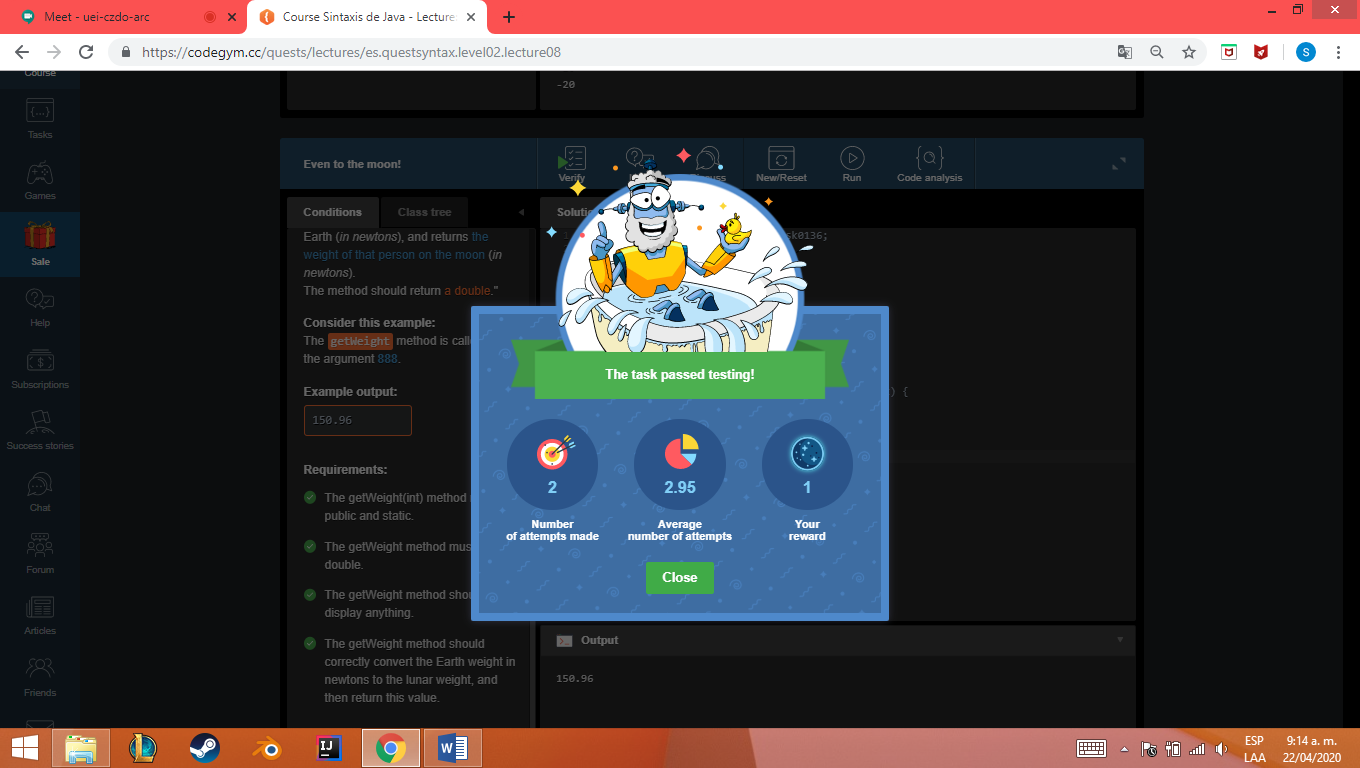 Meet - uei-czdo-arc
Course Sintaxis de Java - Lecture
https://codegym.cc/quests/lectures/es.questsyntax.level02.lecture08
S
Course
Tasks
Games
Sale
Help
Subscriptions
Success stories
Chat
Forum
Articles
Friends
-20
Even to the moon!
Verify
New/Reset
Run
Code analysis
Conditions
Class tree
Earth (in newtons), and returns the
weight of that person on the moon (in
newtons).
The method should return a double."
Consider this example:
The getWeight method is
the argument 888.
Example output:
150.96
Requirements:
The getWeight(int) method
public and static.
The getWeight method
double.
The getWeight method
display anything.
The getWeight method should
correctly convert the Earth weight in
newtons to the lunar weight, and
then return this value.
1
) {
The task passed testing!
2
Number
of attempts made
2.95
Average
number of attempts
1
Your
reward
Close
Output
150.96
IJ
W
ESP
LAA
9:14 a. m.
22/04/2020